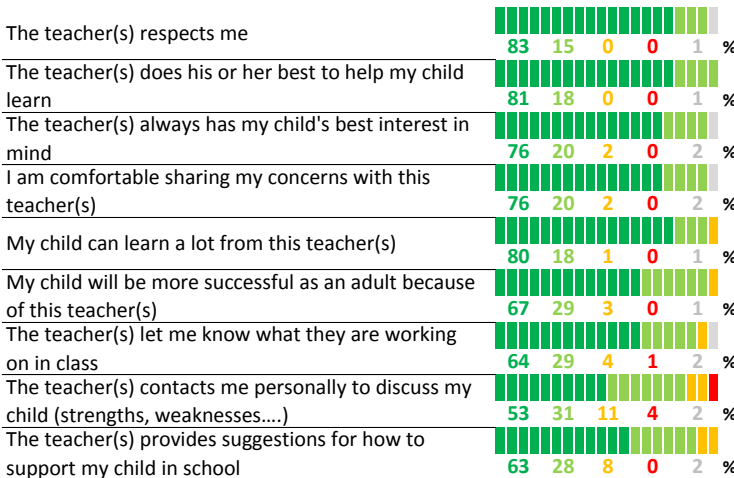 The teacher(s) respects me
83 15 0 0 1 %
The teacher(s) does his or her best to help my child
learn
81 18 0 0 1 %
The teacher(s) always has my child's best interest in
mind
76 20 2 0 2 %
I am comfortable sharing my concerns with this
teacher(s)
76 20 2 0 2 %
My child can learn a lot from this teacher(s)
80 18 1 0 1 %
My child will be more successful as an adult because
of this teacher(s)
67 29 3 0 1 %
The teacher(s) let me know what they are working
on in class
64 29 4 1 2 %
The teacher(s) contacts me personally to discuss my
child (strengths, weaknesses....)
53 31 11 4 2 %
The teacher(s) provides suggestions for how to
support my child in school
63 28 8 0 2 %